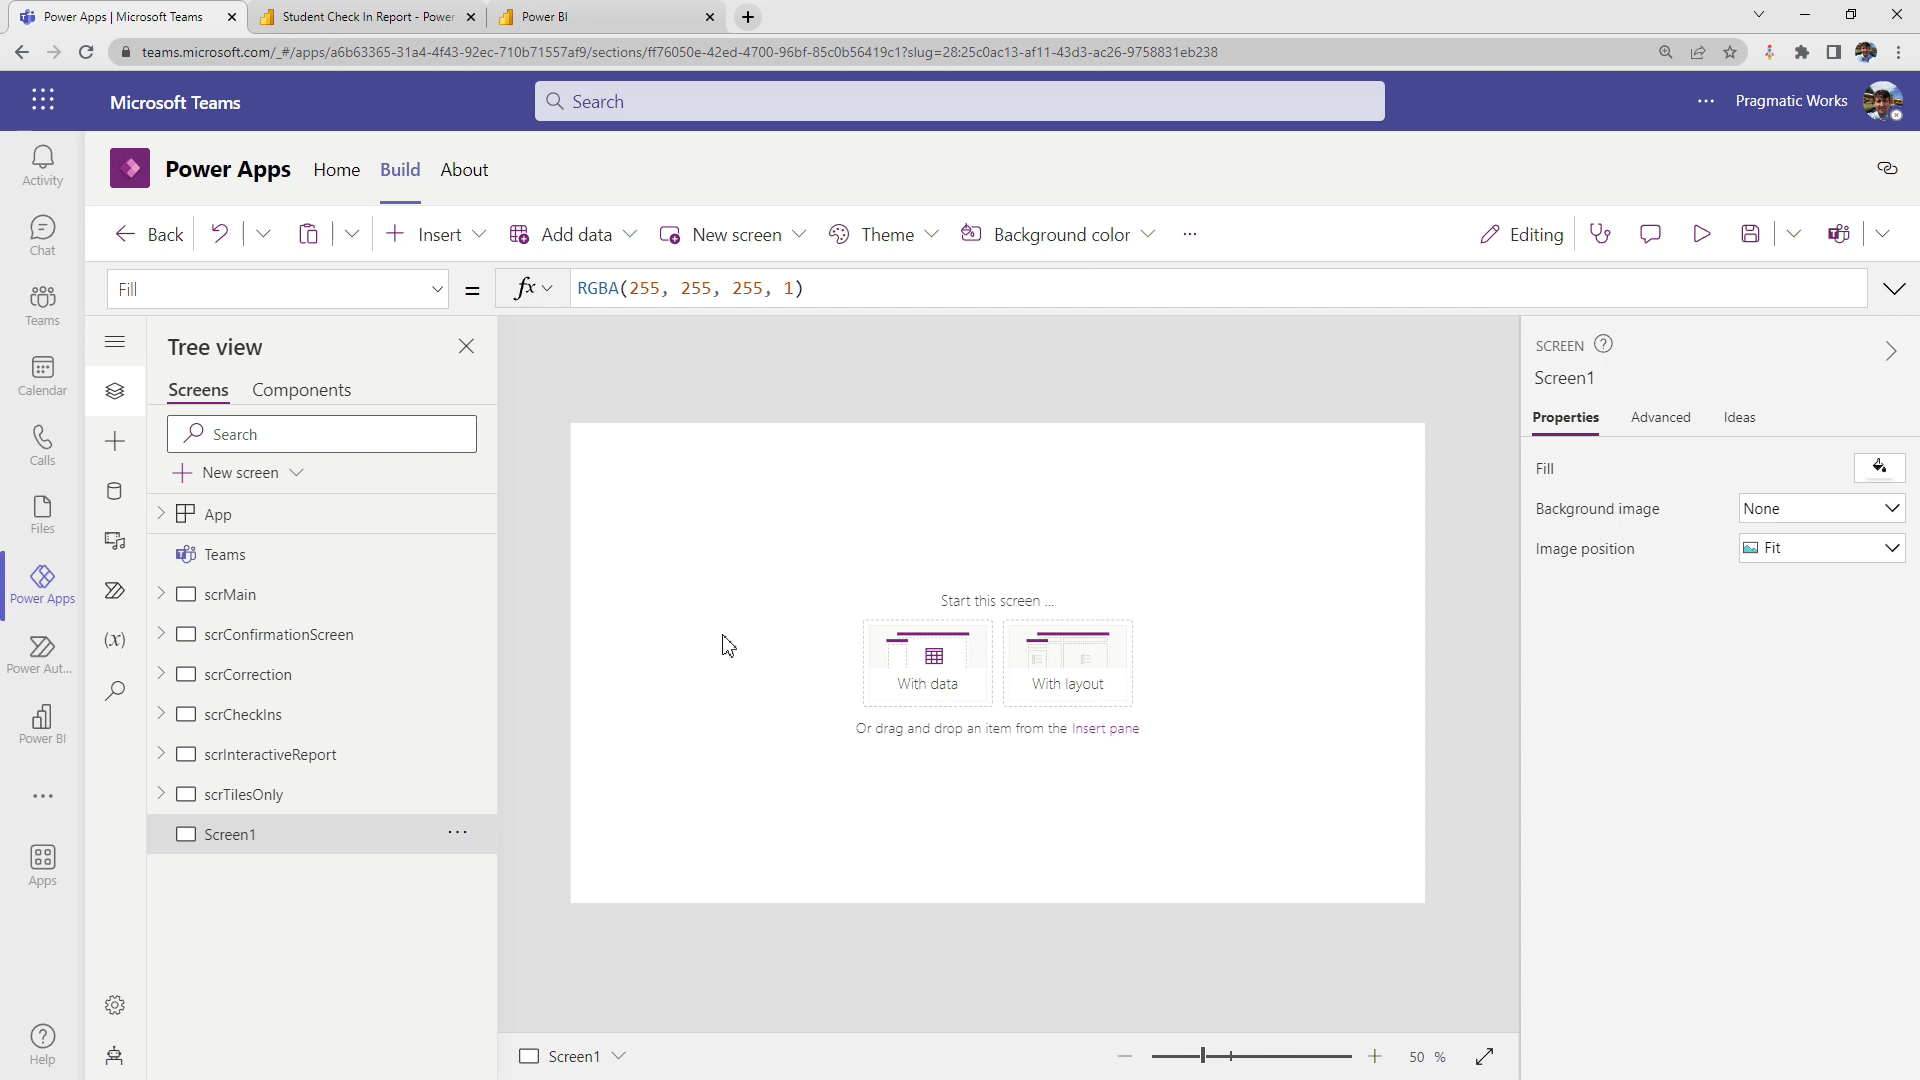 Power Apps | Microsoft Teams
Student Check In Report - Power
Power BI
teams.microsoft.com/_#/apps/a6b63365-31a4-4f43-92ec-710b71557af9/sections/ff76050e-42ed-4700-96bf-85c0b56419c1?slug=28:25c0ac13-af11-43d3-ac26-9758831eb238
Microsoft Teams
Search
Pragmatic Works
Power Apps
Home
Build
About
Back
Insert
Add data
New screen
Theme
Background color
Editing
Fill
=
fx
RGBA(255, 255, 255, 1)
Activity
Chat
Teams
Calendar
Calls
Files
Power Apps
Power Aut...
Power BI
Apps
Help
(x)
Tree view
Screens
Components
Search
New screen
App
Teams
scrMain
scrConfirmationScreen
scrCorrection
scrCheckIns
scrInteractiveReport
scrTilesOnly
Screen1
Start this screen ...
With data
With layout
Or drag and drop an item from the Insert pane
Screen1
50 %
SCREEN
Screen1
Properties
Advanced
Ideas
Fill
Background image
None
Image position
Fit